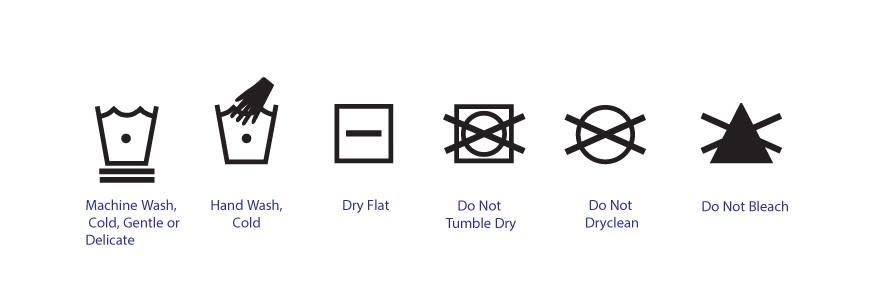 Machine Wash,
Cold, Gentle or
Delicate
Hand Wash,
Cold
Dry Flat
Do Not
Tumble Dry
Do Not
Dryclean
Do Not Bleach